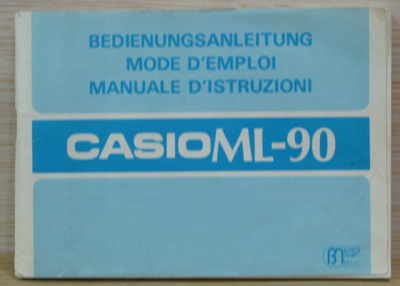 BEDIENUNGSANLEITUNG
MODE D'EMPLOI
MANUALE D'ISTRUZIONI
CASIO ML-90